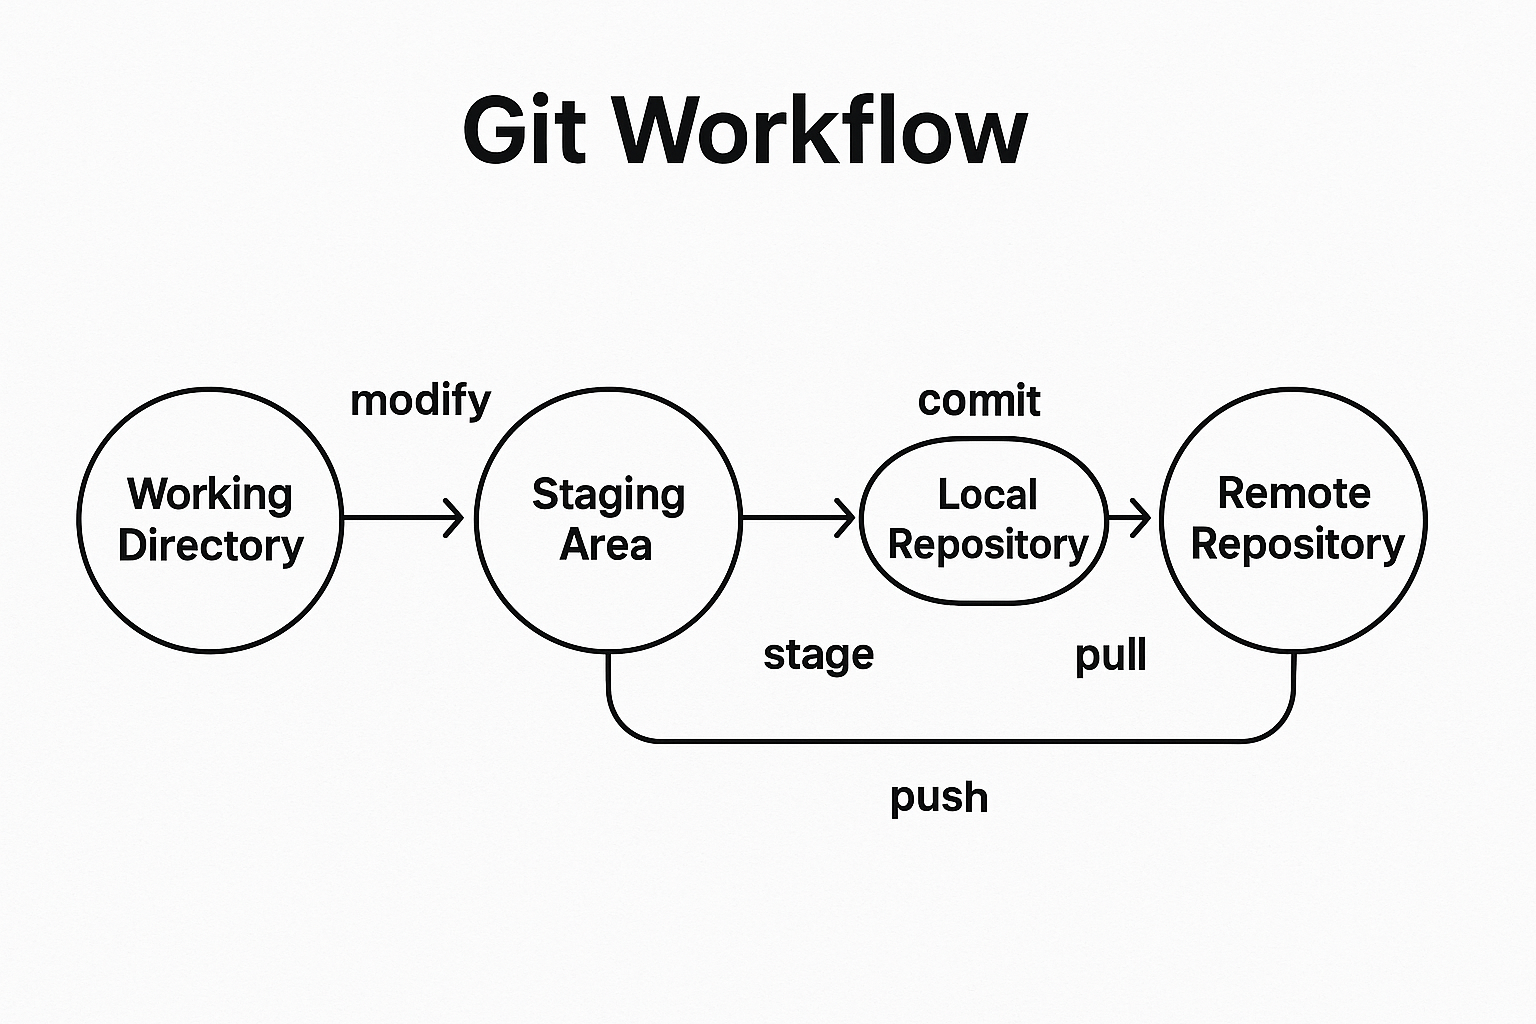 Git Workflow
modify
commit
Working
Directory
Staging
Area
Local
Repository
Remote
Repository
stage
pull
push